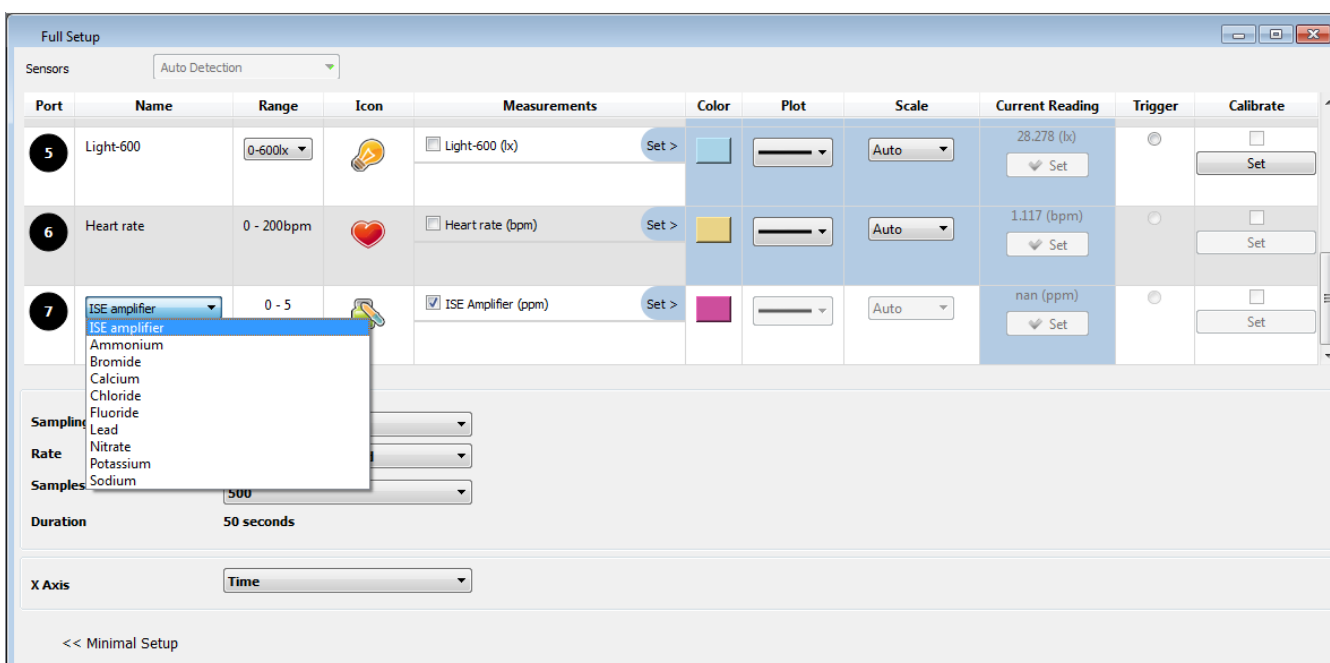 Full Setup
Sensors Auto Detection
Port Name Range Icon Measurements Color Plot Scale Current Reading Trigger Calibrate
5 Light-600 0-600lx Light-600 (lx) Set > Auto 28.278 (lx)
Set Set
6 Heart rate 0 - 200bpm Heart rate (bpm) Set > Auto 1.117 (bpm)
Set Set
7 ISE amplifier 0 - 5 ISE Amplifier (ppm) Set > Auto nan (ppm)
Set Set
ISE amplifier
Ammonium
Bromide
Calcium
Chloride
Fluoride
Lead
Nitrate
Potassium
Sodium
Sampling
Rate
Samples 500
Duration 50 seconds
X Axis Time
<< Minimal Setup